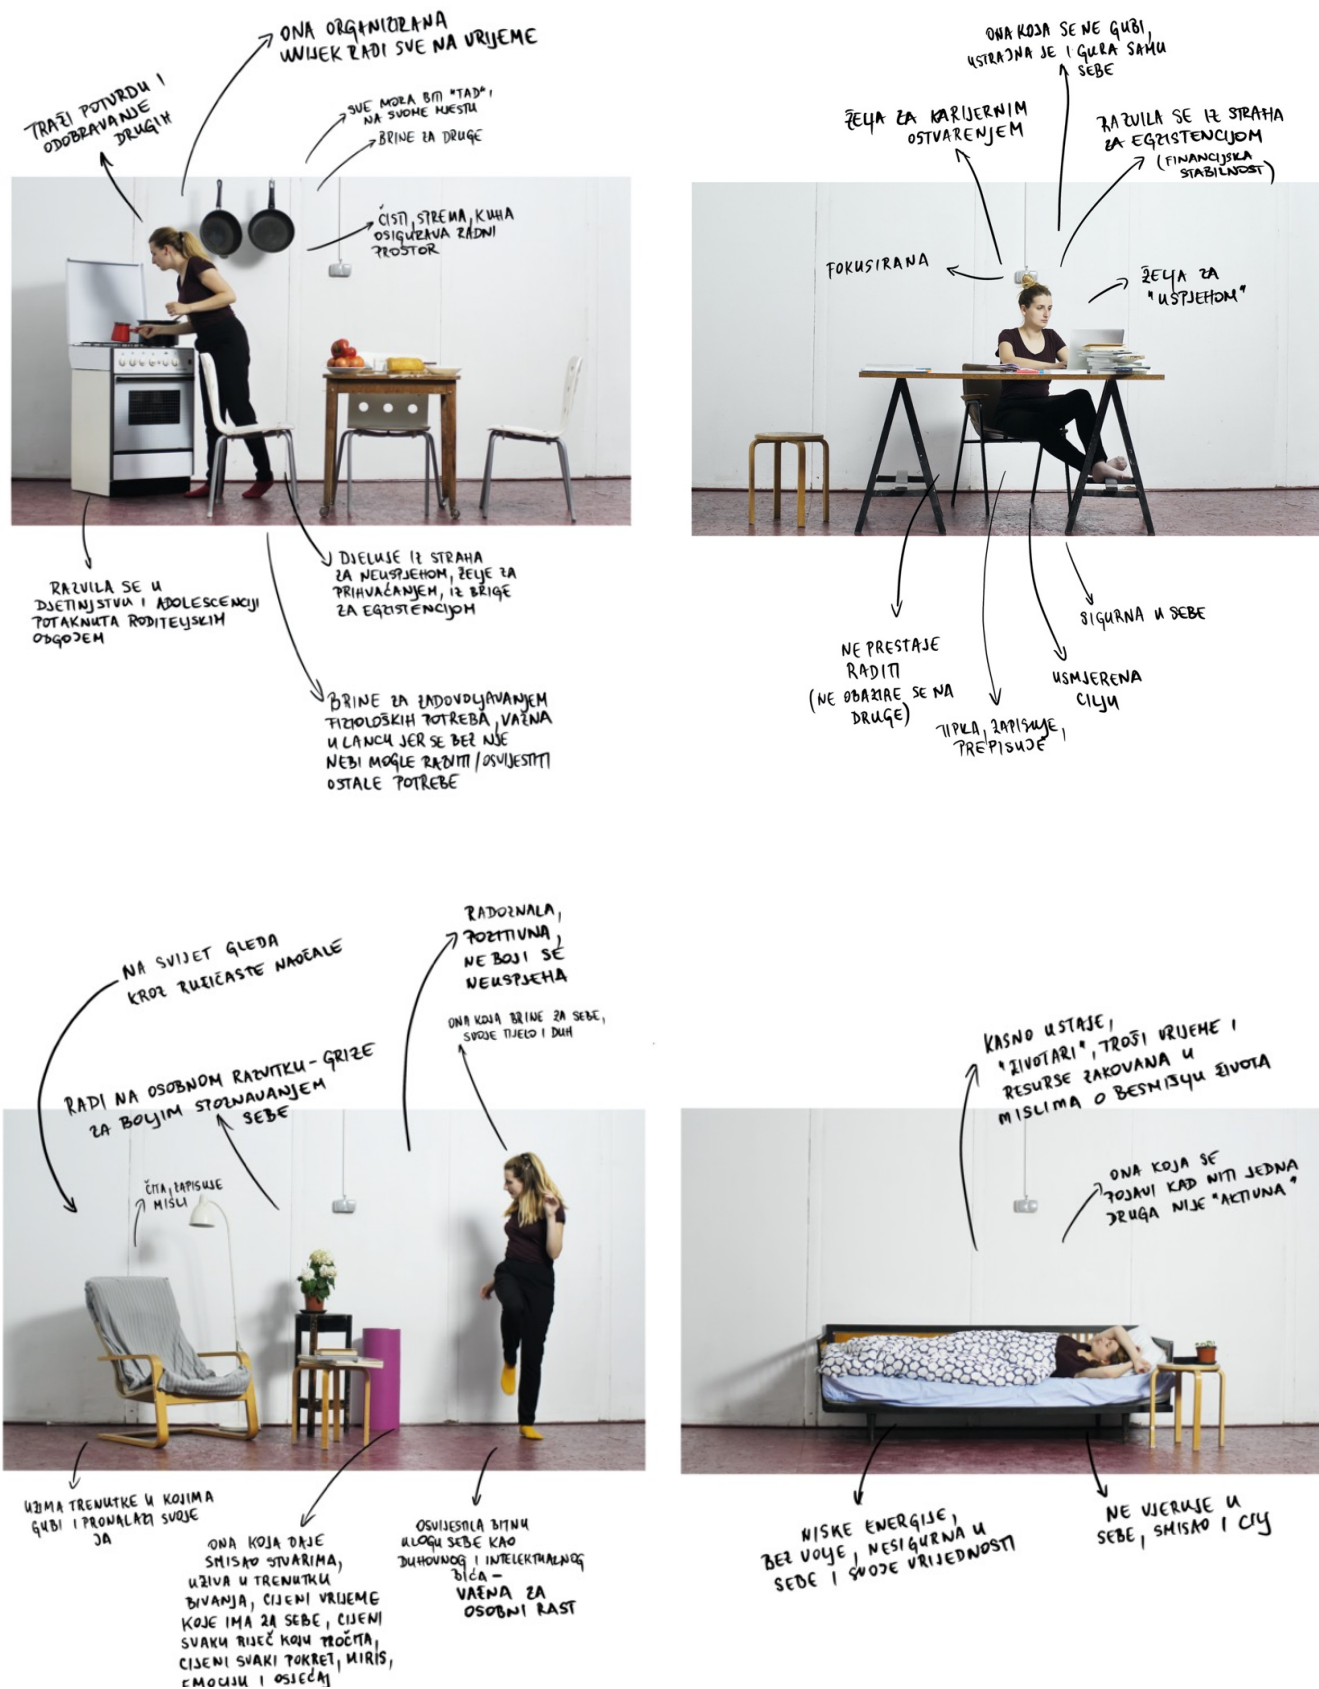 ONA ORGANIZIRANA
UVIJEK RADI SVE NA VRIJEME
TRAŽI POTVRDU I
ODOBRAVANJE
DRUGIH
SVE MORA BITI "TAD",
NA SVOME MJESTU
BRINE ZA DRUGE
ČISTI, SPREMA, KUHA
OSIGURAVA RADNI
PROSTOR
RAZVILA SE U
DJETINJSTVU I ADOLESCENCIJI
POTAKNUTA RODITELJSKIM
ODGOJEM
DJELUJE IZ STRAHA
ZA NEUSPJEHOM, ŽELJE ZA
PRIHVAĆANJEM, IZ BRIGE
ZA EGZISTENCIJOM
BRINE ZA ZADOVOLJAVANJEM
FIZIOLOŠKIH POTREBA, VAŽNA
U LANCU JER SE BEZ NJE
NEBI MOGLE RAZVITI/OSVIJESTITI
OSTALE POTREBE
ONA KOJA SE NE GUBI,
USTRAJNA JE I GURA SAMU
SEBE
ŽELJA ZA KARIJERNIM
OSTVARENJEM
RAZVILA SE IZ STRAHA
ZA EGZISTENCIJOM
(FINANCIJSKA
STABILNOST)
FOKUSIRANA
ŽELJA ZA
"USPJEHOM"
NE PRESTAJE
RADITI
(NE OBAZIRE SE NA
DRUGE)
TIPKA, ZAPISUJE,
PREPISUJE
USMJERENA
CILJU
SIGURNA U SEBE
NA SVIJET GLEDA
KROZ RUŽIČASTE NAOČALE
RADOZNALA,
POZITIVNA,
NE BOJI SE
NEUSPJEHA
ONA KOJA BRINE ZA SEBE,
SVOJE TIJELO I DUH
RADI NA OSOBNOM RAZVITKU - GRIZE
ZA BOLJIM SPOZNAVANJEM
SEBE
ČITA, ZAPISUJE
MISLI
UZIMA TRENUTKE U KOJIMA
GUBI I PRONALAZI SVOJE
JA
ONA KOJA DAJE
SMISAO STVARIMA,
UŽIVA U TRENUTKU
BIVANJA, CIJENI VRIJEME
KOJE IMA ZA SEBE, CIJENI
SVAKU RIJEČ KOJU PROČITA,
CIJENI SVAKI POKRET, MIRIS,
EMOCIJU I OSJEĆAJ
OSVIJESTILA BITNU
ULOGU SEBE KAO
DUHOVNOG I INTELEKTUALNOG
BIĆA -
VAŽNA ZA
OSOBNI RAST
KASNO USTAJE,
"ŽIVOTARI", TROŠI VRIJEME I
RESURSE ZAKOVANA U
MISLIMA O BESMISLJU ŽIVOTA
ONA KOJA SE
POJAVI KAD NITI JEDNA
DRUGA NIJE "AKTIVNA"
NISKE ENERGIJE,
BEZ VOLJE, NESIGURNA U
SEBE I SVOJE VRIJEDNOSTI
NE VJERUJE U
SEBE, SMISAO I CILJ